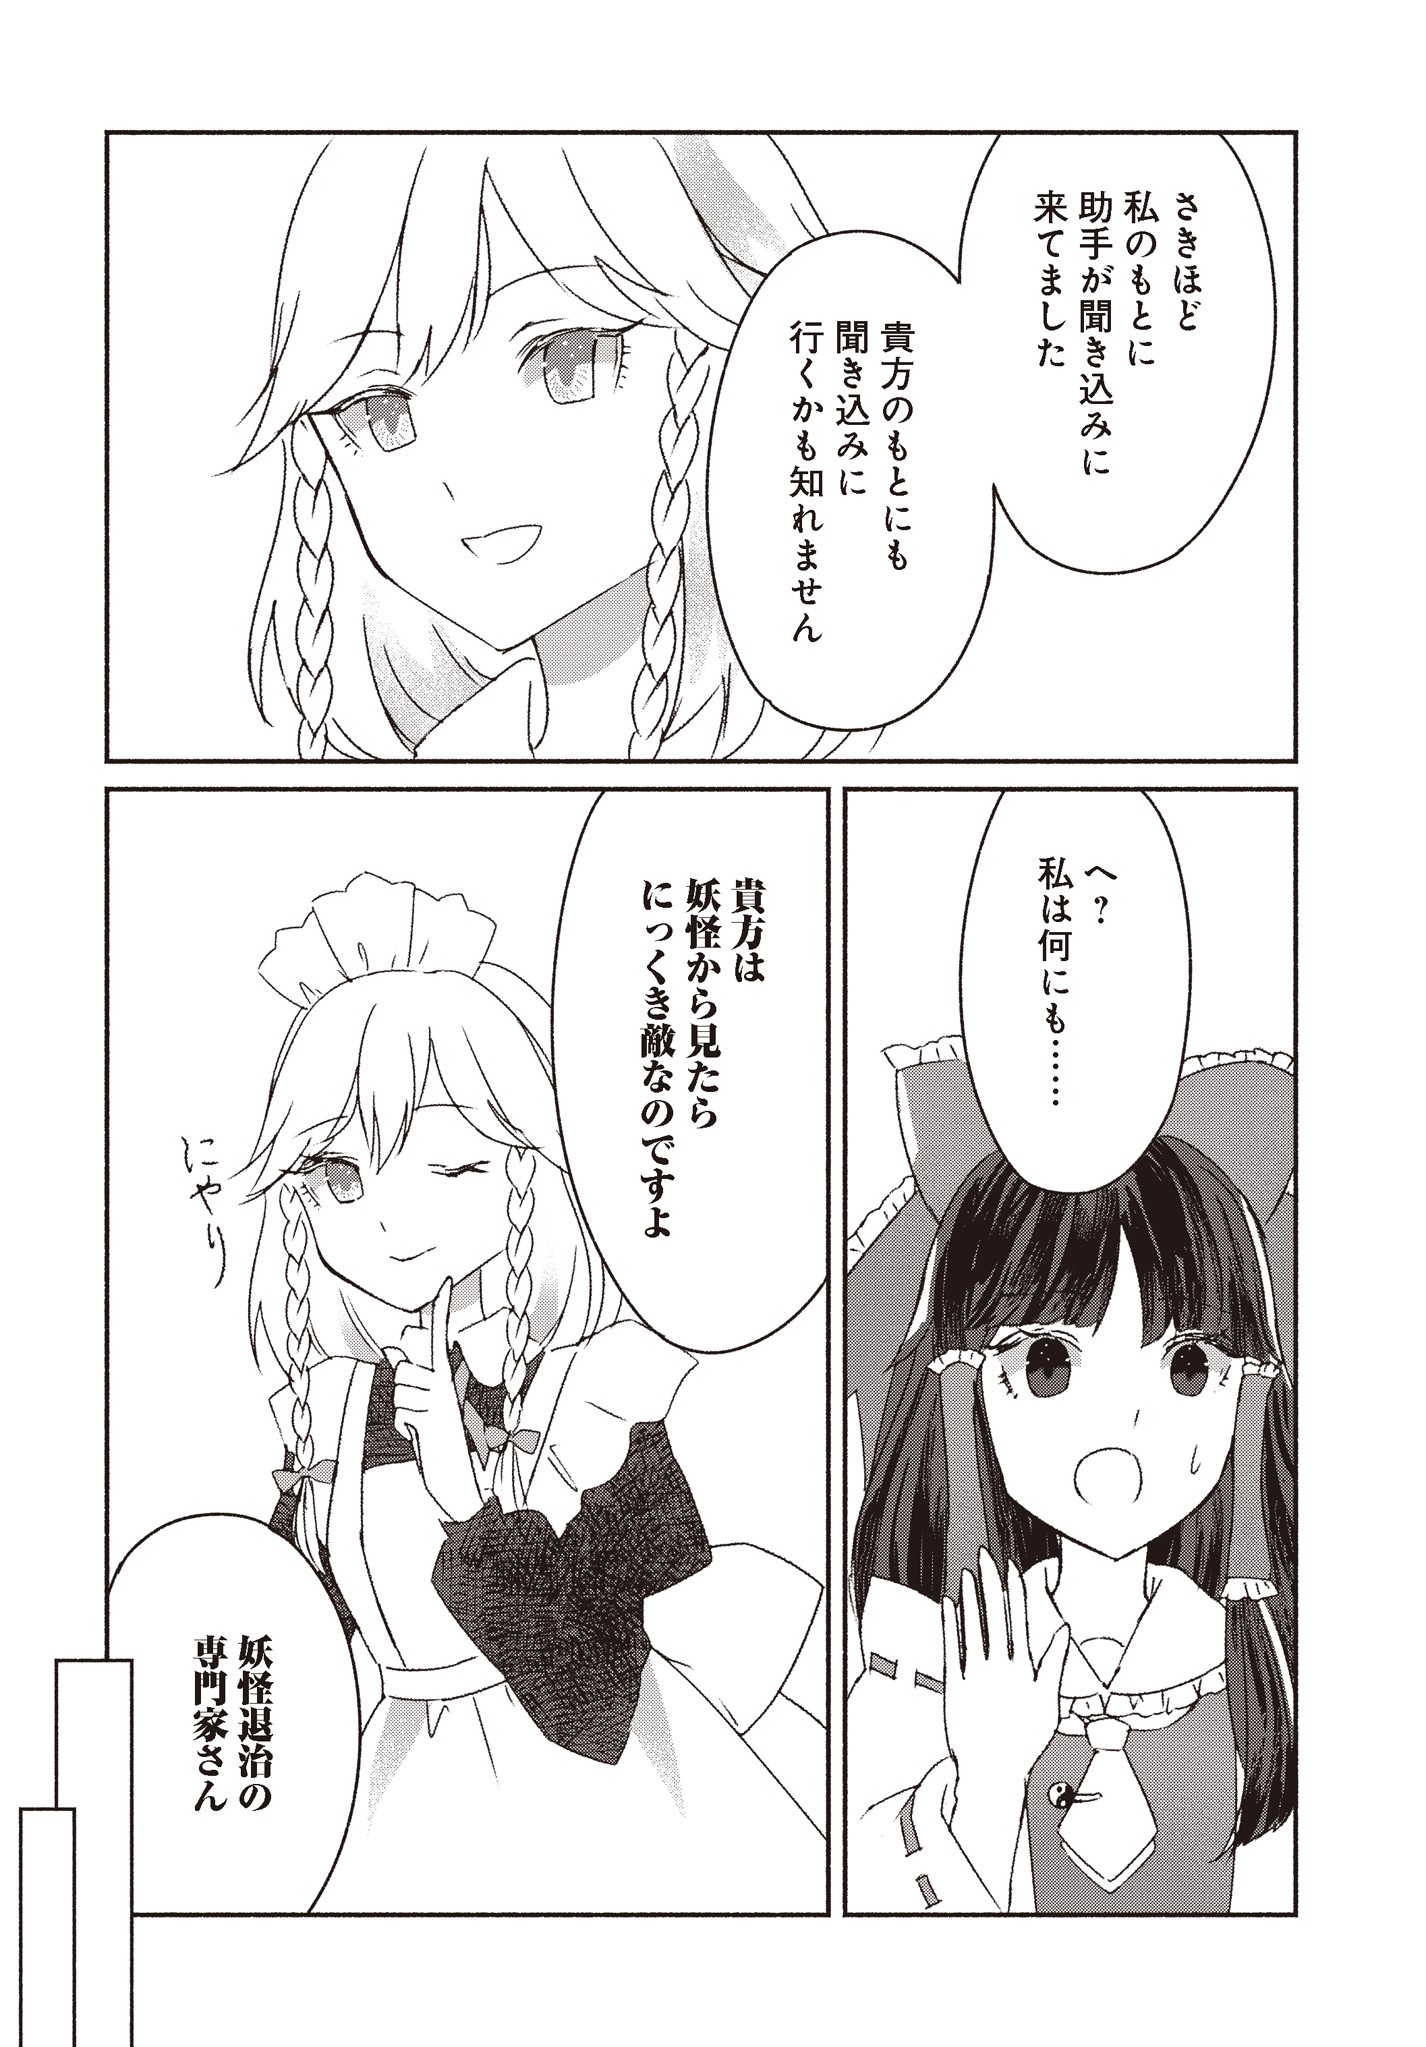 さきほど
私のもとに
助手が聞き込みに
来てました
貴方のもとにも
聞き込みに
行くかも知れません
へ？
私は何にも……
貴方は
妖怪から見たら
にっくき敵なのですよ
にやり
妖怪退治の
専門家さん